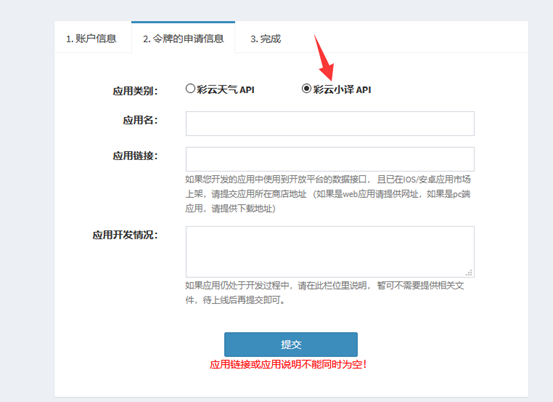 1. 账户信息 2. 令牌的申请信息 3. 完成
应用类别： 彩云天气 API 彩云小译 API
应用名：
应用链接：
如果您开发的应用中使用到开放平台的数据接口， 且已在IOS/安卓应用市场
上架，请提交应用所在商店地址 （如果是web应用请提供网址，如果是pc端
应用，请提供下载地址）
应用开发情况：
如果应用仍处于开发过程中，请在此栏位里说明， 暂可不需要提供相关文
件，待上线后再提交即可。
提交
应用链接或应用说明不能同时为空！